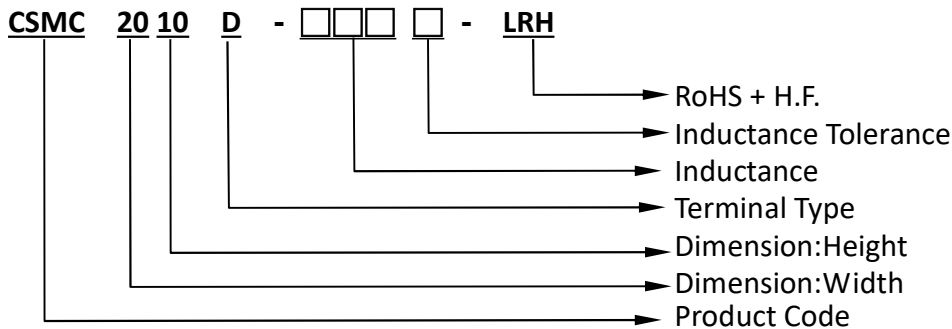 CSMC 20 10 D - □□□ □ - LRH
RoHS + H.F.
Inductance Tolerance
Inductance
Terminal Type
Dimension:Height
Dimension:Width
Product Code